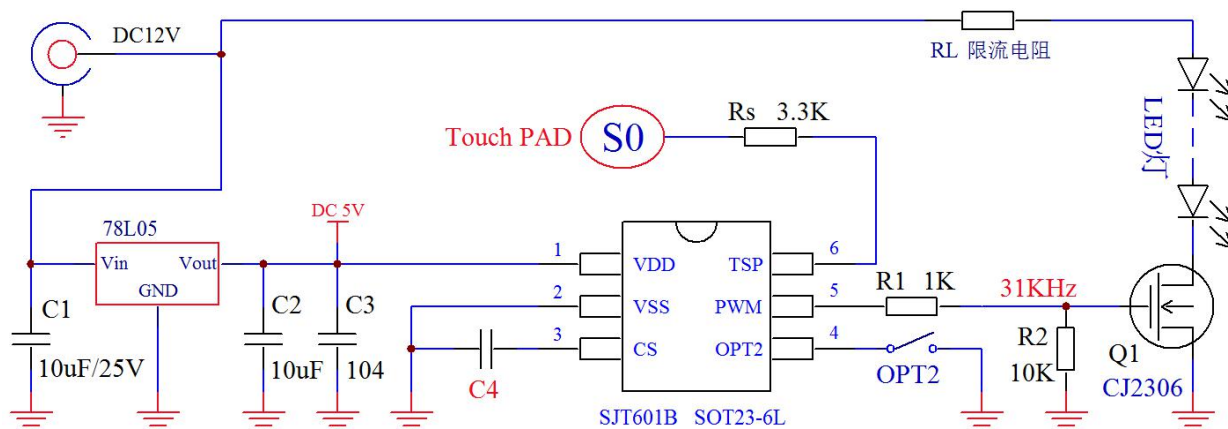 DC12V
RL 限流电阻
Touch PAD
S0
Rs 3.3K
LED灯
78L05
DC 5V
Vin
Vout
GND
1
VDD
TSP
6
2
VSS
PWM
5
R1 1K
31KHz
3
CS
OPT2
4
OPT2
C1
10uF/25V
C2
10uF
C3
104
C4
R2
10K
Q1
CJ2306
SJT601B SOT23-6L